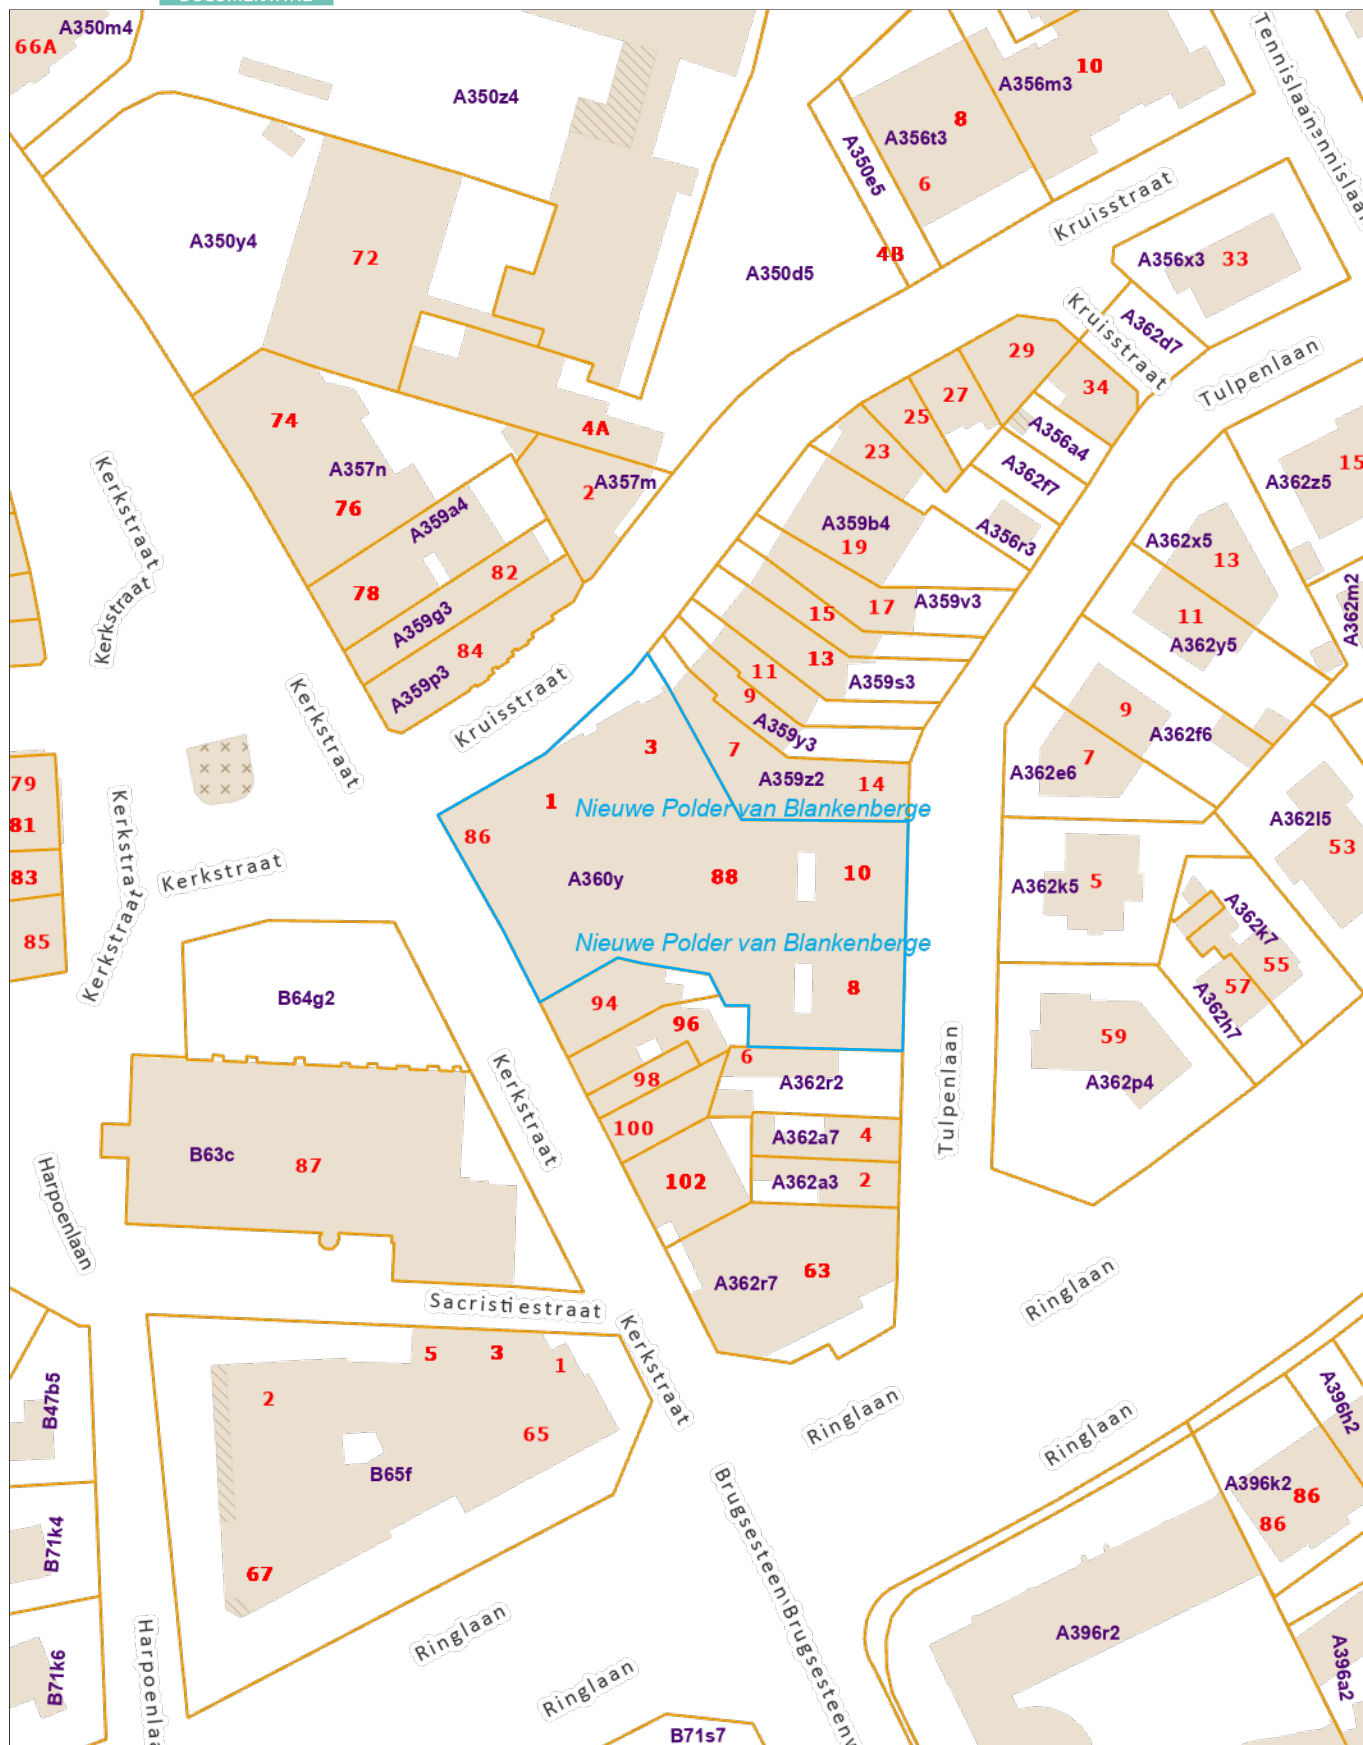 A350m4
66A
A350z4
10
A356m3
8
A356t3
6
A350e5
4B
Tennislaan
Kruisstraat
A350y4
72
A350d5
A356x3
33
A362d7
Kruisstraat
Tulpenlaan
29
27
25
34
23
74
4A
A357n
76
A357m
2
A359a4
A356a4
A362f7
A356r3
A359b4
19
A362z5
15
A362x5
13
11
A362y5
A362m2
Kerkstraat
Kerkstraat
78
82
A359g3
84
A359p3
17
A359v3
15
13
A359s3
11
9
A359y3
7
A359z2
14
9
A362f6
7
A362e6
Kruisstraat
Kerkstraat
3
1
86
Nieuwe Polder van Blankenberge
A360y
88
10
Nieuwe Polder van Blankenberge
8
79
81
83
85
Kerkstraat
Kerkstraat
Kerkstraat
A362l5
53
A362k5
5
A362k7
55
57
A362h7
59
A362p4
B64g2
94
96
98
6
A362r2
100
A362a7
4
102
A362a3
2
Kerkstraat
Tulpenlaan
B63c
87
Harpoenlaan
A362r7
63
Sacristiestraat
Kerkstraat
Ringlaan
Ringlaan
Ringlaan
5
3
1
2
65
B65f
67
B47b5
B71k4
B71k6
Harpoenlaa
Ringlaan
Ringlaan
A396h2
A396k2
86
86
A396r2
A396a2
B71s7